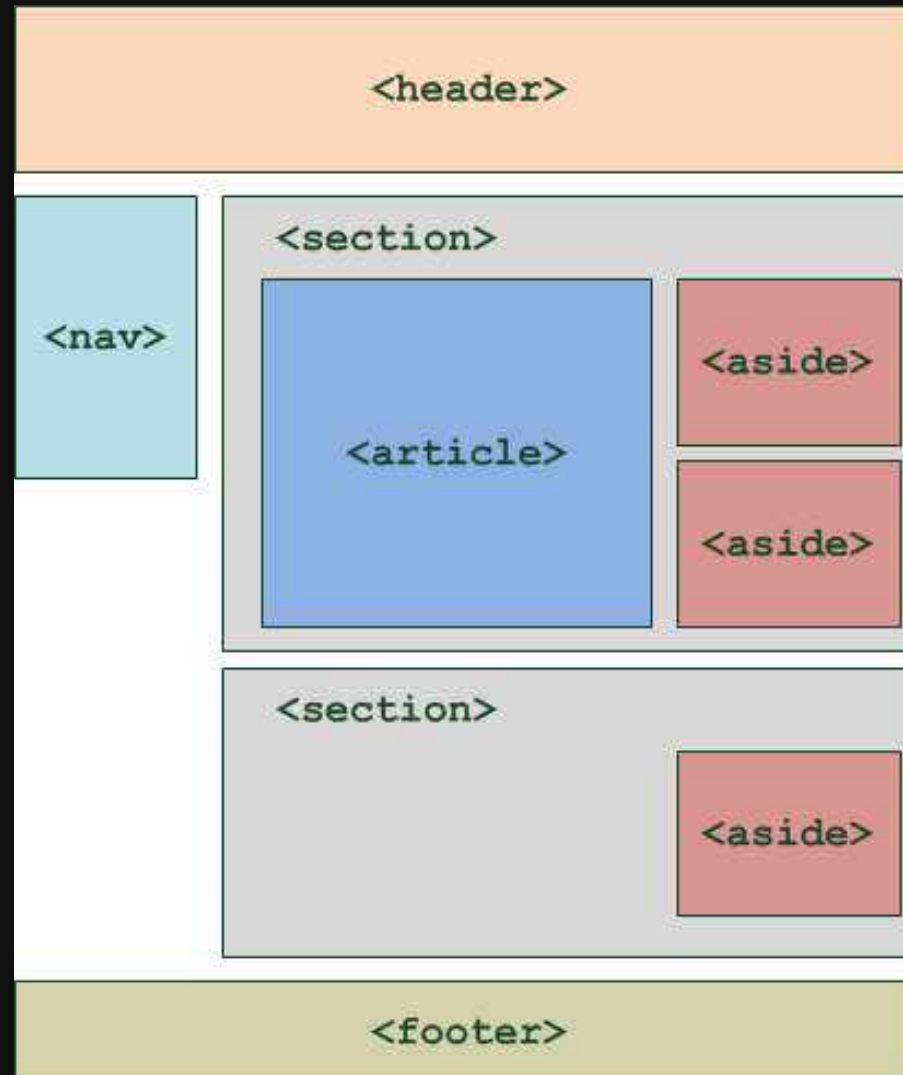 <header>
<nav>
<section>
<article>
<aside>
<aside>
<section>
<aside>
<footer>